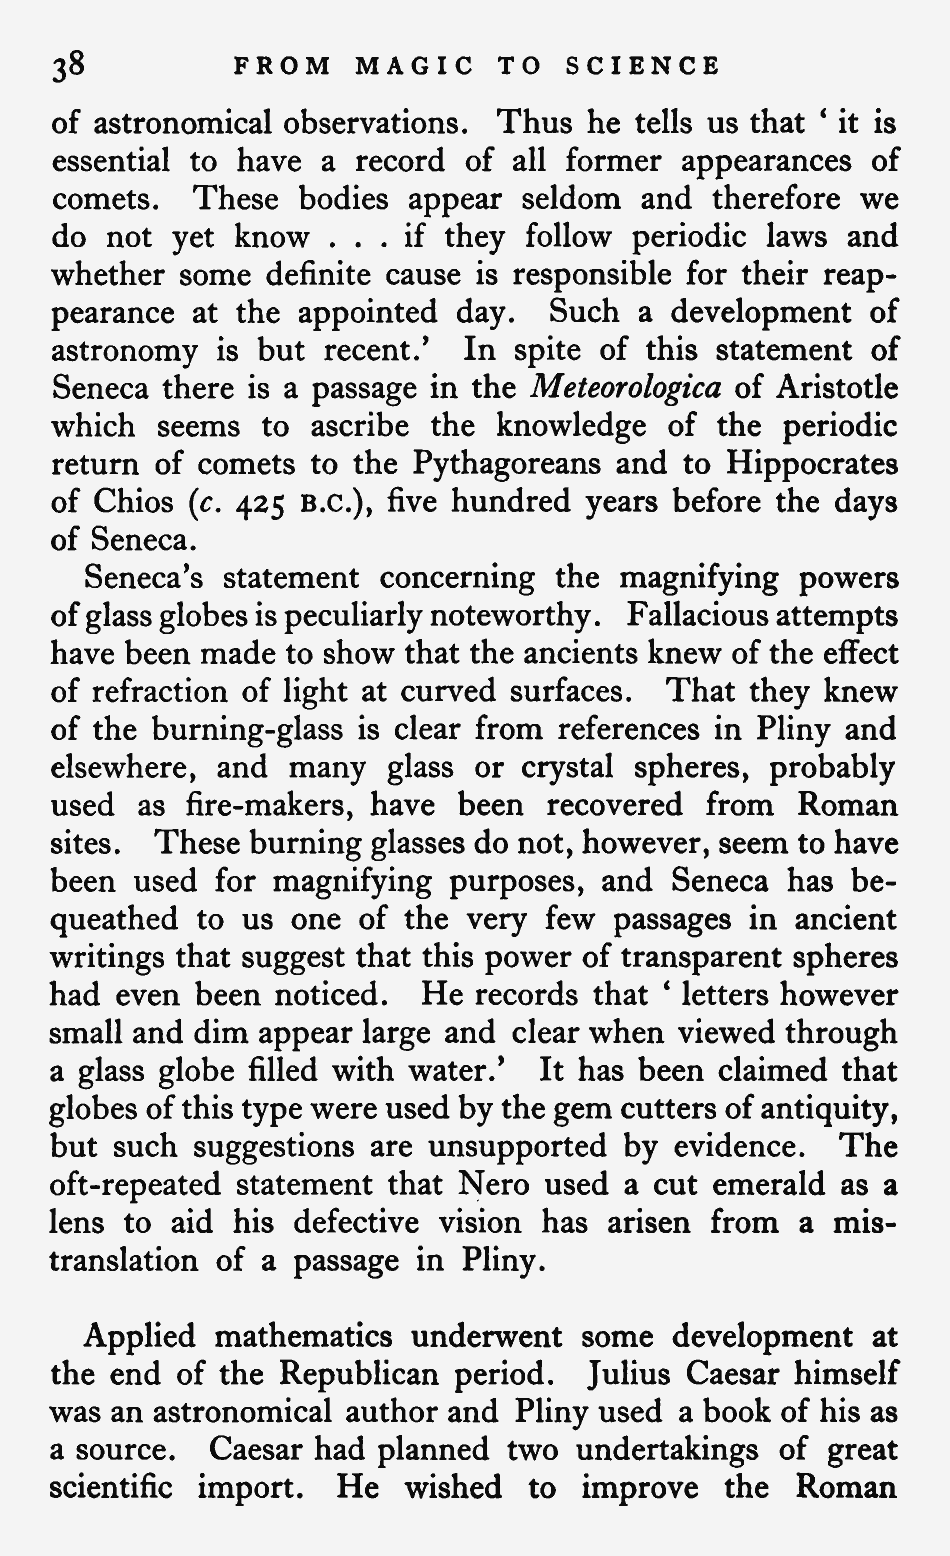 38 FROM MAGIC TO SCIENCE
of astronomical observations. Thus he tells us that ‘ it is
essential to have a record of all former appearances of
comets. These bodies appear seldom and therefore we
do not yet know . . . if they follow periodic laws and
whether some definite cause is responsible for their reap-
pearance at the appointed day. Such a development of
astronomy is but recent.’ In spite of this statement of
Seneca there is a passage in the Meteorologica of Aristotle
which seems to ascribe the knowledge of the periodic
return of comets to the Pythagoreans and to Hippocrates
of Chios (c. 425 B.C.), five hundred years before the days
of Seneca.
Seneca’s statement concerning the magnifying powers
of glass globes is peculiarly noteworthy. Fallacious attempts
have been made to show that the ancients knew of the effect
of refraction of light at curved surfaces. That they knew
of the burning-glass is clear from references in Pliny and
elsewhere, and many glass or crystal spheres, probably
used as fire-makers, have been recovered from Roman
sites. These burning glasses do not, however, seem to have
been used for magnifying purposes, and Seneca has be-
queathed to us one of the very few passages in ancient
writings that suggest that this power of transparent spheres
had even been noticed. He records that ‘ letters however
small and dim appear large and clear when viewed through
a glass globe filled with water.’ It has been claimed that
globes of this type were used by the gem cutters of antiquity,
but such suggestions are unsupported by evidence. The
oft-repeated statement that Nero used a cut emerald as a
lens to aid his defective vision has arisen from a mis-
translation of a passage in Pliny.
Applied mathematics underwent some development at
the end of the Republican period. Julius Caesar himself
was an astronomical author and Pliny used a book of his as
a source. Caesar had planned two undertakings of great
scientific import. He wished to improve the Roman